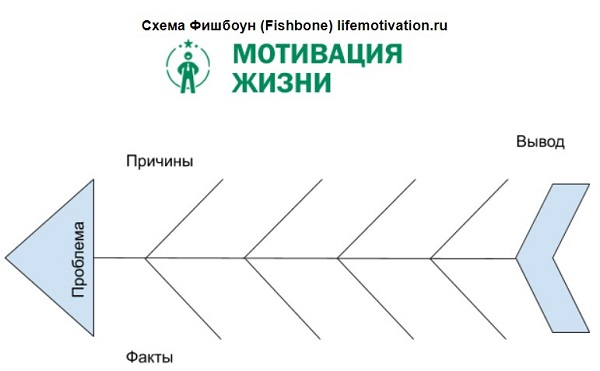 Схема Фишбоун (Fishbone) lifemotivation.ru
МОТИВАЦИЯ
ЖИЗНИ
Вывод
Причины
Проблема
Факты